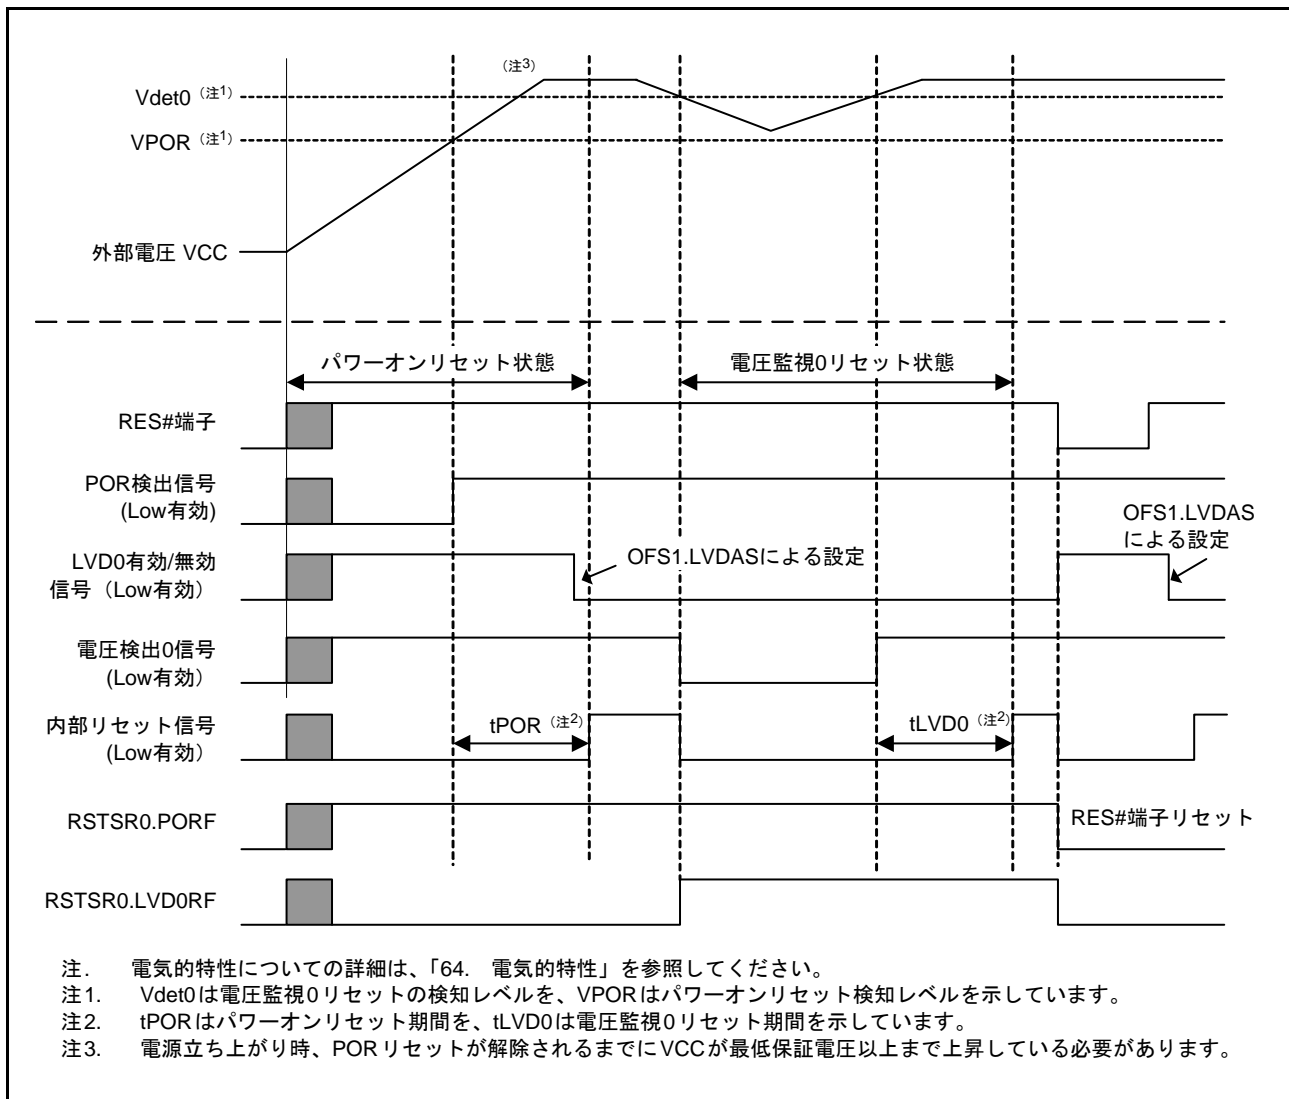 （注3）
Vdet0（注1）
VPOR（注1）
外部電圧 VCC
パワーオンリセット状態
電圧監視0リセット状態
RES#端子
POR検出信号
(Low有効)
OFS1.LVDAS
による設定
LVD0有効/無効
信号（Low有効）
OFS1.LVDASによる設定
電圧検出0信号
(Low有効）
内部リセット信号
(Low有効）
tPOR（注2）
tLVD0（注2）
RSTSR0.PORF
RES#端子リセット
RSTSR0.LVD0RF
注. 電気的特性についての詳細は、「64. 電気的特性」を参照してください。
注1. Vdet0は電圧監視0リセットの検知レベルを、VPORはパワーオンリセット検知レベルを示しています。
注2. tPORはパワーオンリセット期間を、tLVD0は電圧監視0リセット期間を示しています。
注3. 電源立ち上がり時、PORリセットが解除されるまでにVCCが最低保証電圧以上まで上昇している必要があります。